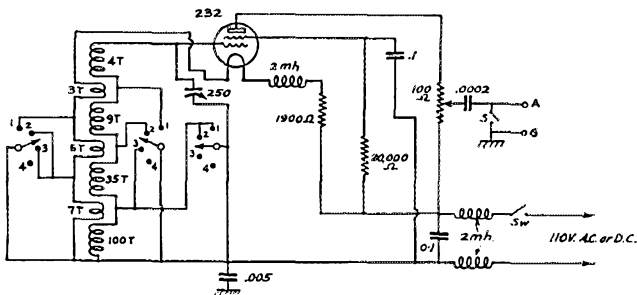 232
4T
3T
9T
6T
35T
7T
100T
1
2
3
4
2
1
3
4
1
2
3
4
250
2mh
1900Ω
20,000
Ω
.1
100
Ω
.0002
S
A
G
.005
0.1
2mh.
Sw
110V. A.C. or D.C.